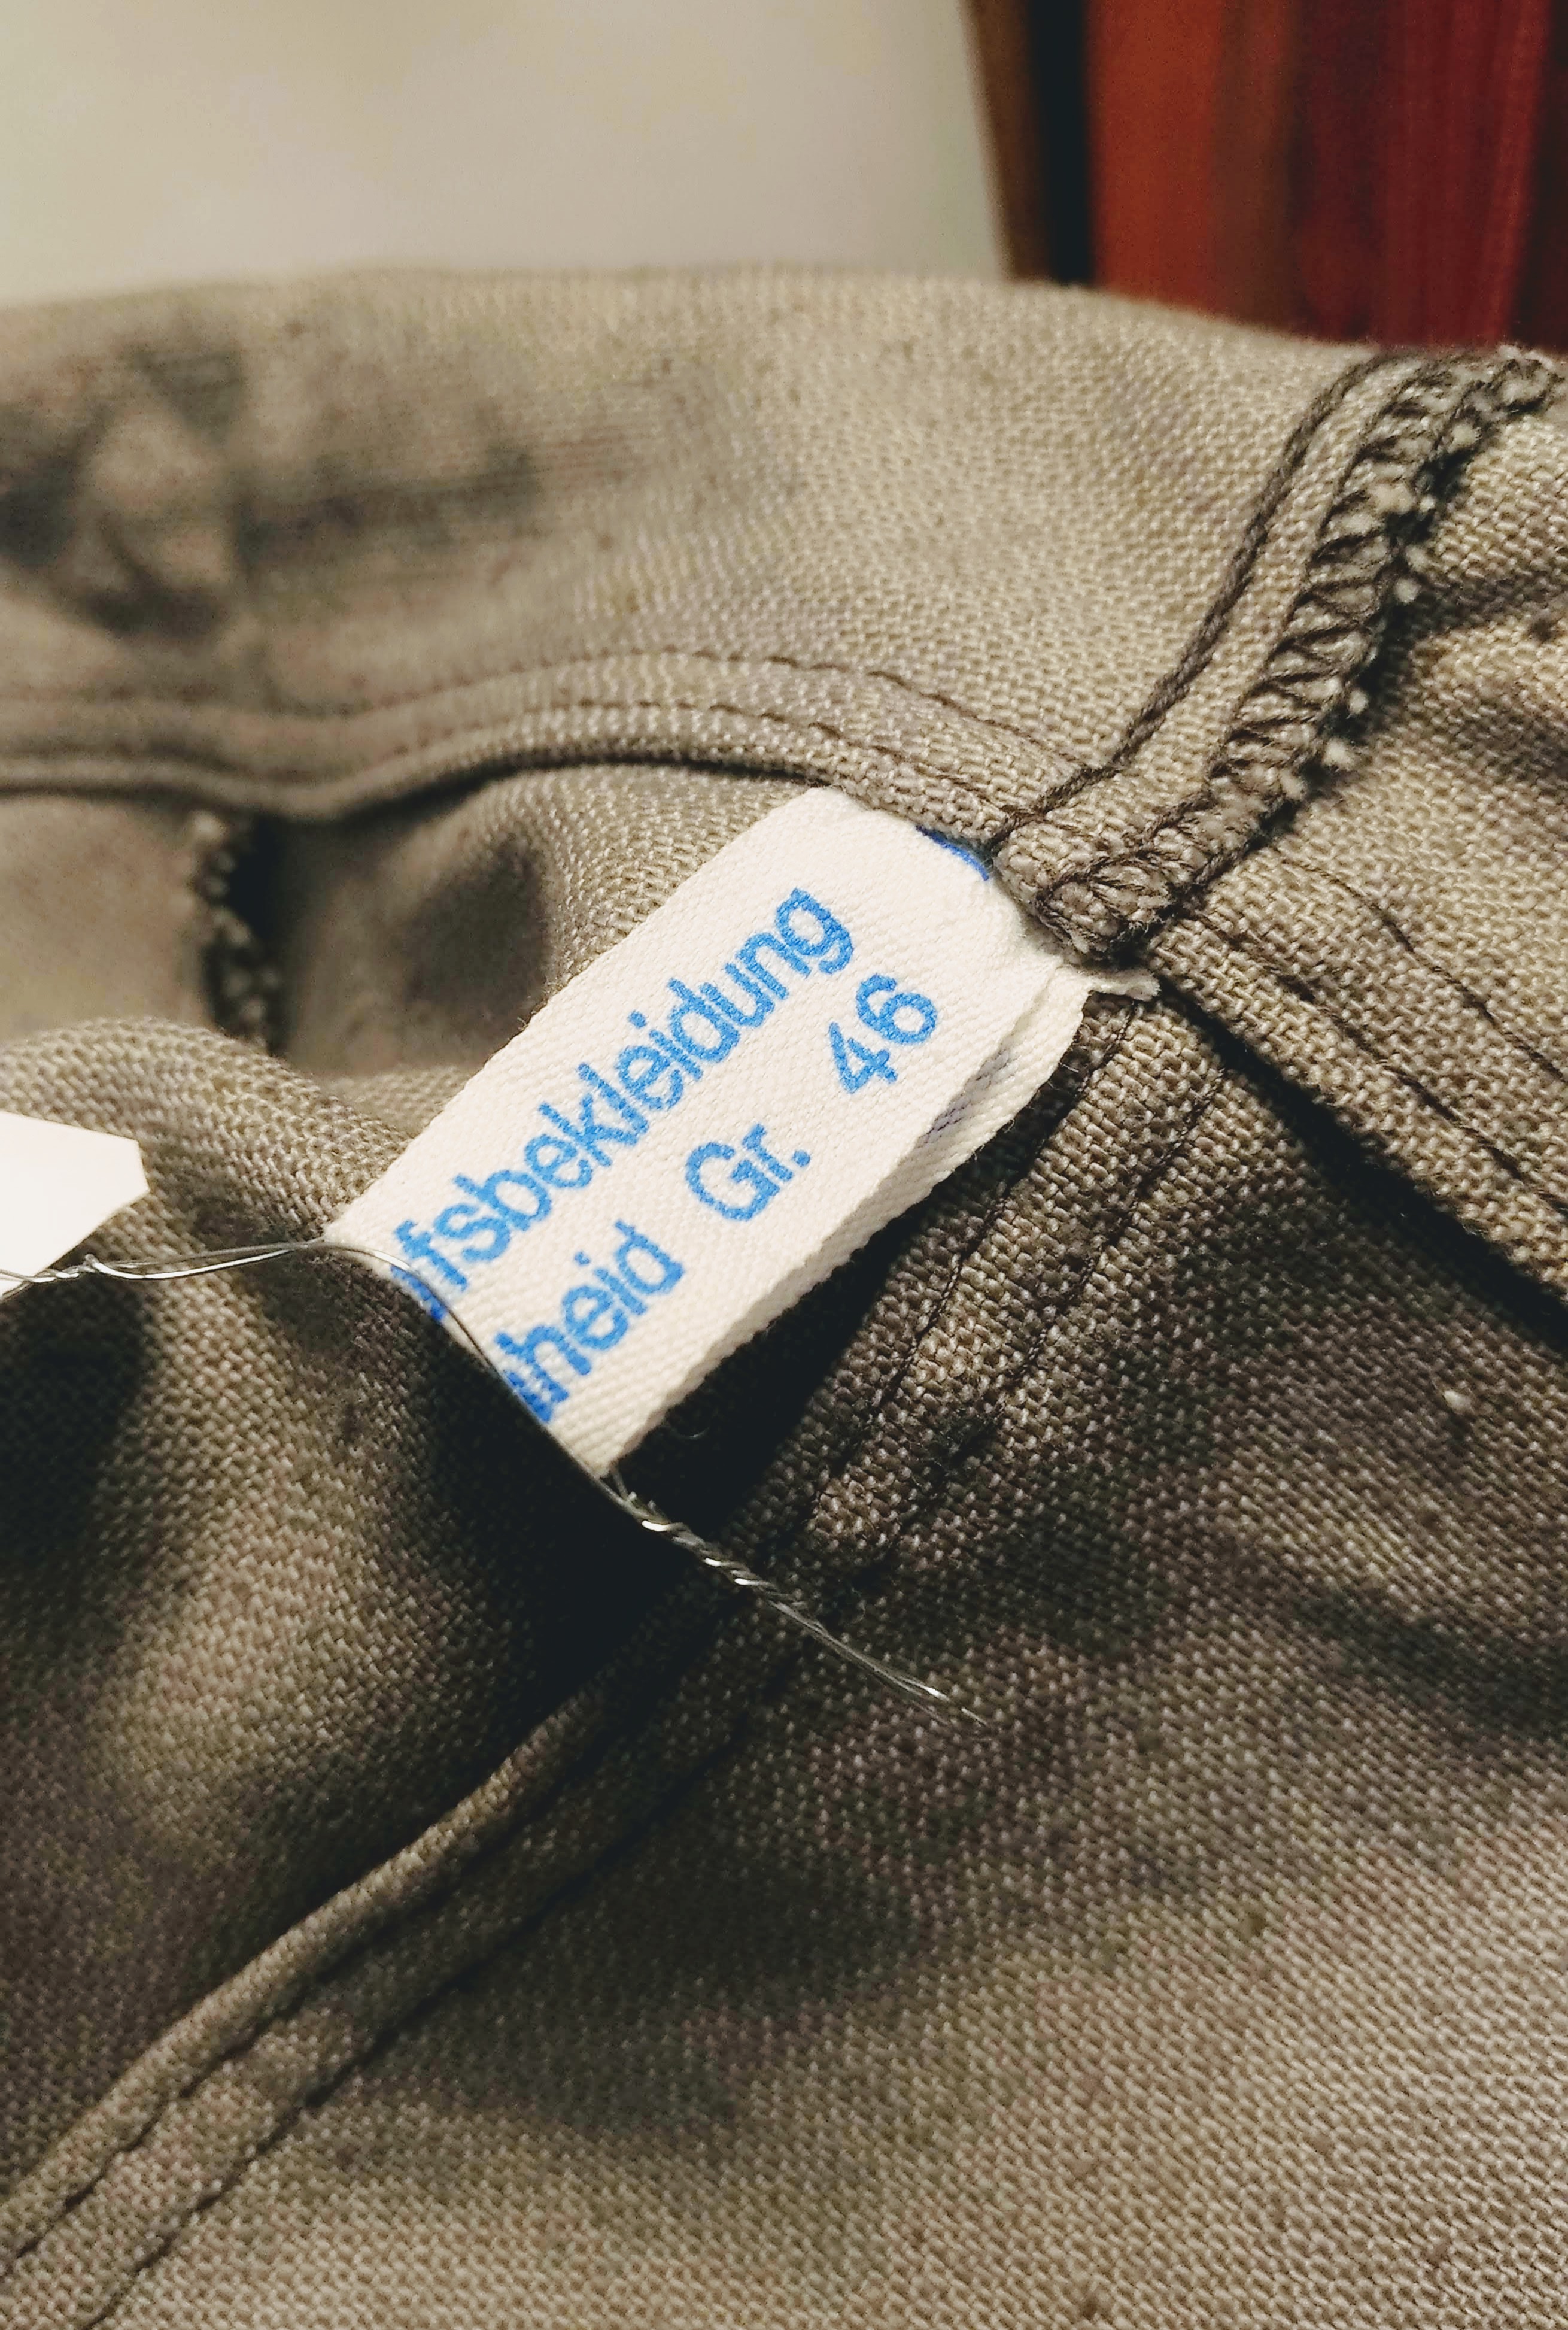 fsbekleidung
heid Gr. 46